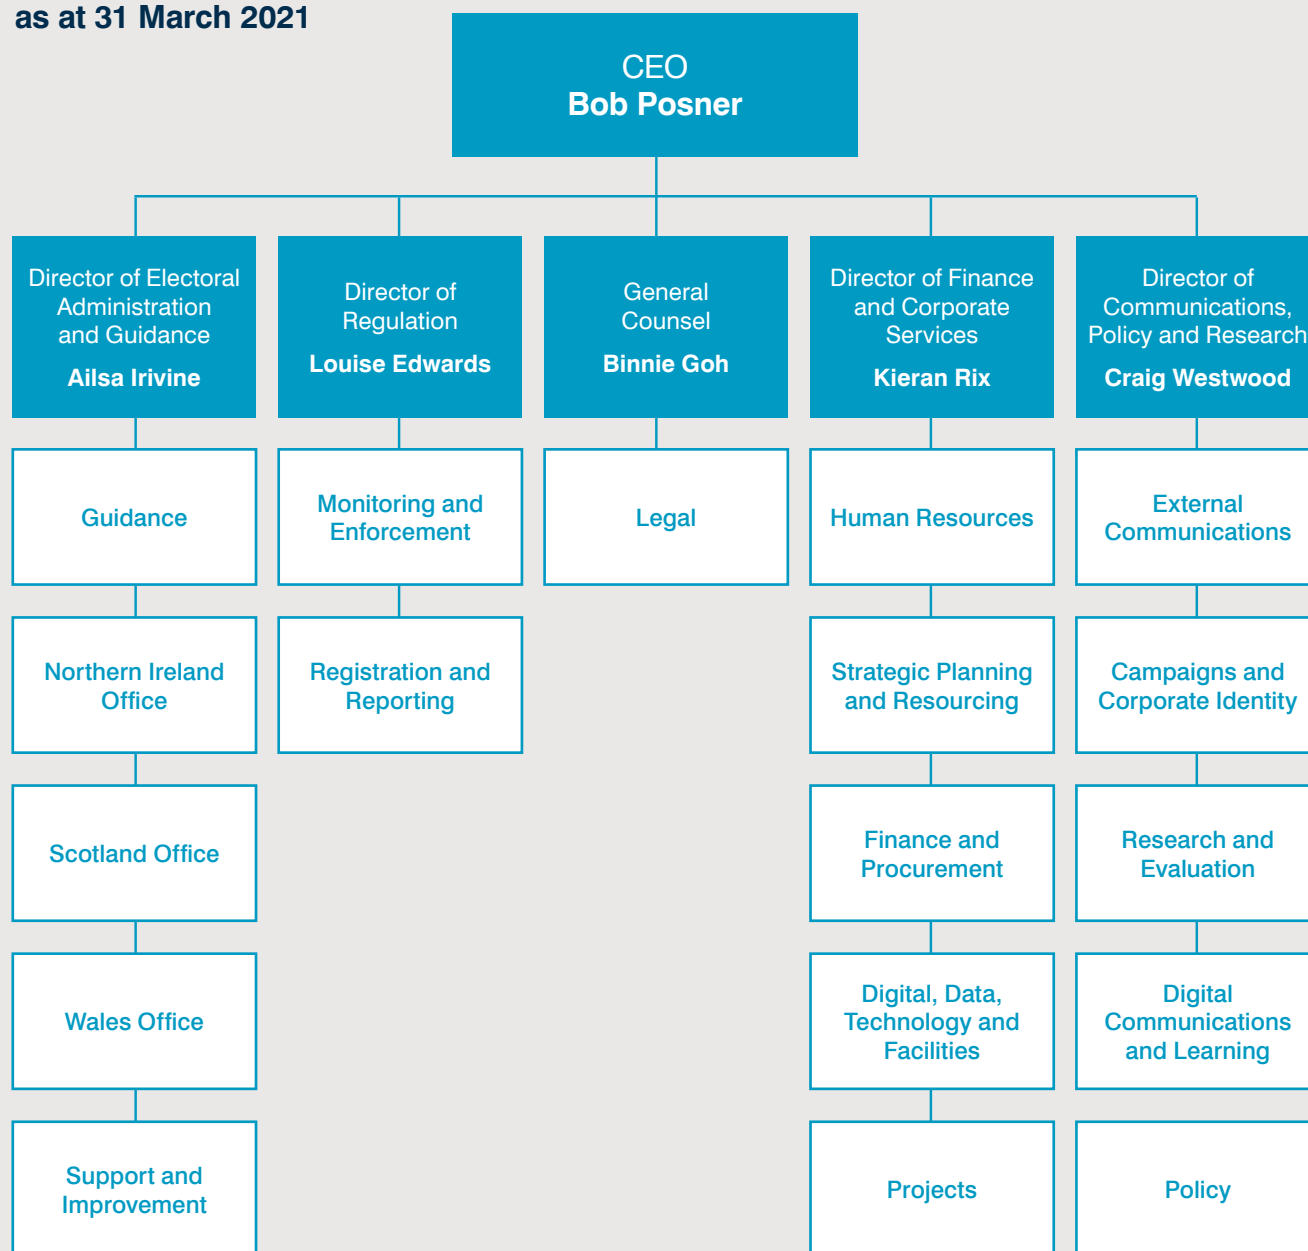 as at 31 March 2021
CEO
Bob Posner
Director of Electoral
Administration
and Guidance
Ailsa Irivine
Director of
Regulation
Louise Edwards
General
Counsel
Binnie Goh
Director of Finance
and Corporate
Services
Kieran Rix
Director of
Communications,
Policy and Research
Craig Westwood
Guidance
Monitoring and
Enforcement
Legal
Human Resources
External
Communications
Northern Ireland
Office
Registration and
Reporting
Strategic Planning
and Resourcing
Campaigns and
Corporate Identity
Scotland Office
Finance and
Procurement
Research and
Evaluation
Wales Office
Digital, Data,
Technology and
Facilities
Digital
Communications
and Learning
Support and
Improvement
Projects
Policy